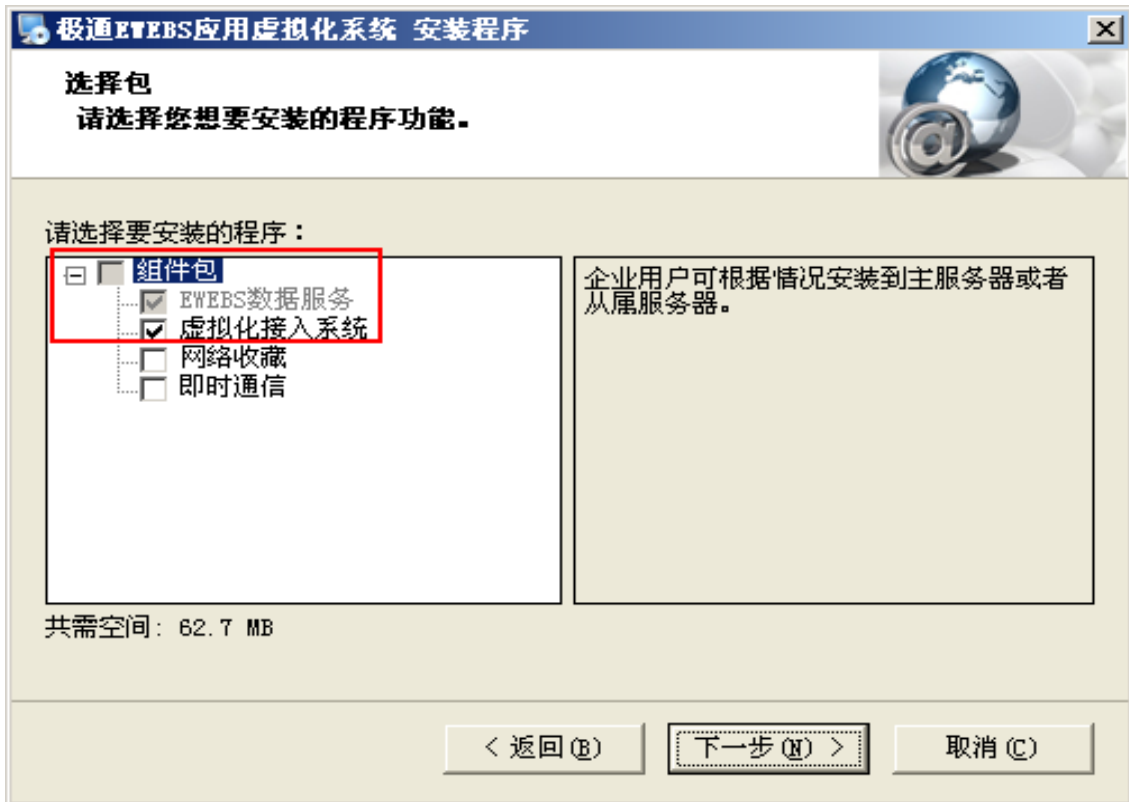 极通EWEBS应用虚拟化系统 安装程序
选择包
请选择您想要安装的程序功能。
请选择要安装的程序：
组件包
EWEBS数据服务
虚拟化接入系统
网络收藏
即时通信
企业用户可根据情况安装到主服务器或者
从属服务器。
共需空间: 62.7 MB
< 返回(B)
下一步(N) >
取消(C)